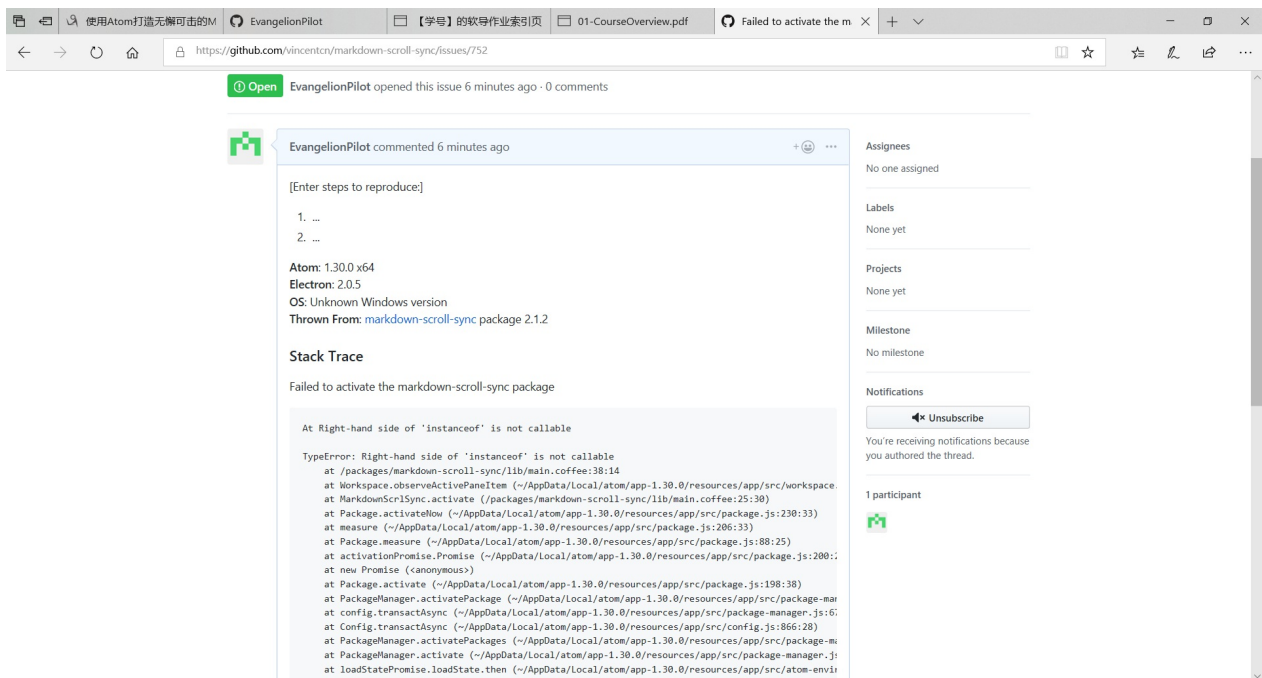 使用Atom打造无懈可击的M
EvangelionPilot
【学号】的软导作业索引页
01-CourseOverview.pdf
Failed to activate the m
https://github.com/vincentcn/markdown-scroll-sync/issues/752
Open EvangelionPilot opened this issue 6 minutes ago · 0 comments
EvangelionPilot commented 6 minutes ago
[Enter steps to reproduce:]
1. ...
2. ...
Atom: 1.30.0 x64
Electron: 2.0.5
OS: Unknown Windows version
Thrown From: markdown-scroll-sync package 2.1.2
Stack Trace
Failed to activate the markdown-scroll-sync package
At Right-hand side of 'instanceof' is not callable
TypeError: Right-hand side of 'instanceof' is not callable
at /packages/markdown-scroll-sync/lib/main.coffee:38:14
at Workspace.observeActivePaneItem (~/AppData/Local/atom/app-1.30.0/resources/app/src/workspace.
at MarkdownScrlSync.activate (/packages/markdown-scroll-sync/lib/main.coffee:25:30)
at Package.activateNow (~/AppData/Local/atom/app-1.30.0/resources/app/src/package.js:230:33)
at measure (~/AppData/Local/atom/app-1.30.0/resources/app/src/package.js:206:33)
at Package.measure (~/AppData/Local/atom/app-1.30.0/resources/app/src/package.js:88:25)
at activationPromise.Promise (~/AppData/Local/atom/app-1.30.0/resources/app/src/package.js:200:2
at new Promise (<anonymous>)
at Package.activate (~/AppData/Local/atom/app-1.30.0/resources/app/src/package.js:198:38)
at PackageManager.activatePackage (~/AppData/Local/atom/app-1.30.0/resources/app/src/package-man
at config.transactAsync (~/AppData/Local/atom/app-1.30.0/resources/app/src/package-manager.js:67
at Config.transactAsync (~/AppData/Local/atom/app-1.30.0/resources/app/src/config.js:866:28)
at PackageManager.activatePackages (~/AppData/Local/atom/app-1.30.0/resources/app/src/package-ma
at PackageManager.activate (~/AppData/Local/atom/app-1.30.0/resources/app/src/package-manager.js
at loadStatePromise.loadState.then (~/AppData/Local/atom/app-1.30.0/resources/app/src/atom-envir
Assignees
No one assigned
Labels
None yet
Projects
None yet
Milestone
No milestone
Notifications
Unsubscribe
You're receiving notifications because
you authored the thread.
1 participant